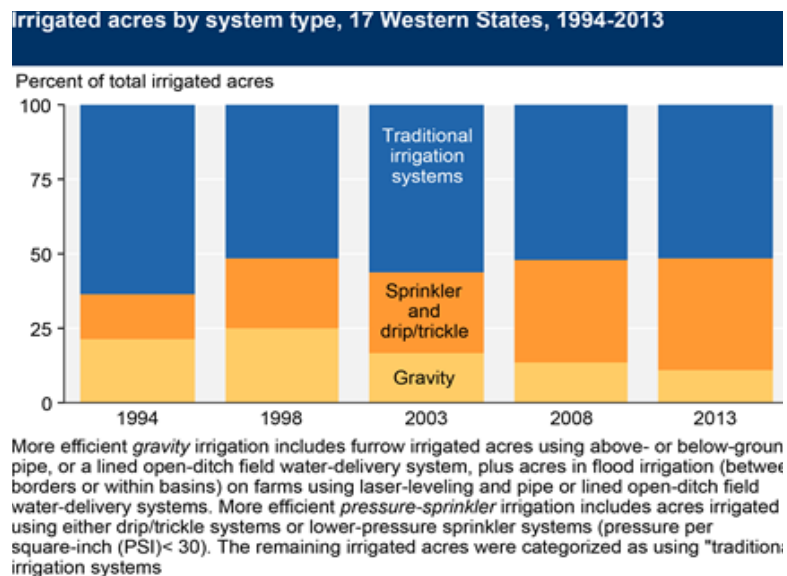 Irrigated acres by system type, 17 Western States, 1994-2013
Percent of total irrigated acres
100
75
50
25
0
Traditional
irrigation
systems
Sprinkler
and
drip/trickle
Gravity
1994 1998 2003 2008 2013
More efficient gravity irrigation includes furrow irrigated acres using above- or below-groun
pipe, or a lined open-ditch field water-delivery system, plus acres in flood irrigation (betwee
borders or within basins) on farms using laser-leveling and pipe or lined open-ditch field
water-delivery systems. More efficient pressure-sprinkler irrigation includes acres irrigated
using either drip/trickle systems or lower-pressure sprinkler systems (pressure per
square-inch (PSI)< 30). The remaining irrigated acres were categorized as using "traditiona
irrigation systems